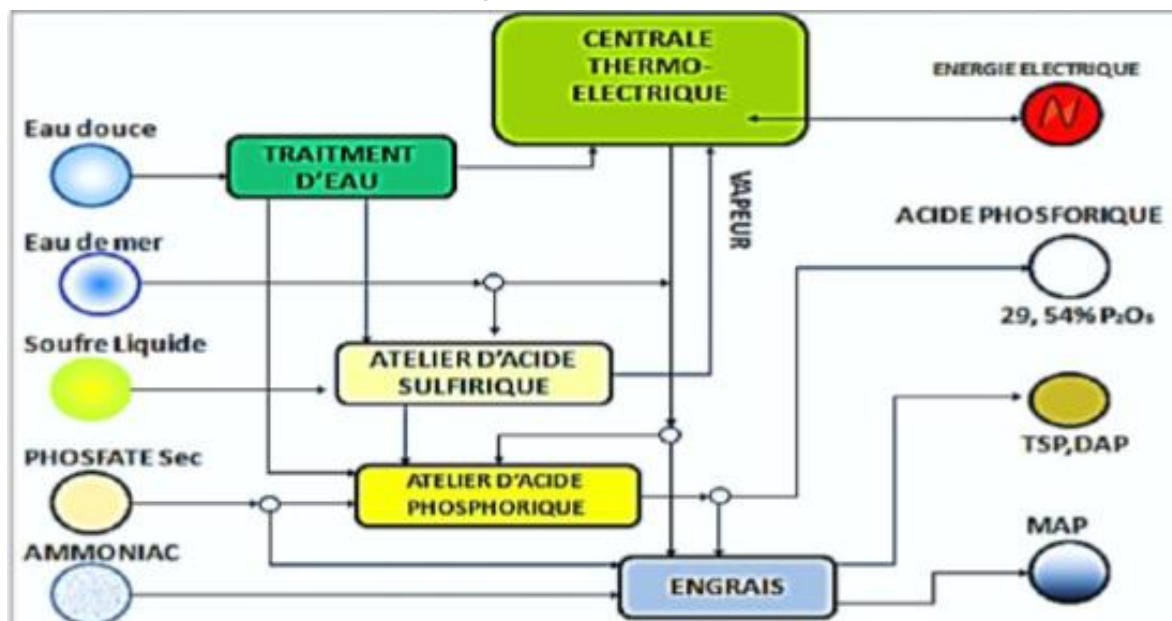 CENTRALE
THERMO-
ELECTRIQUE
ENERGIE ELECTRIQUE
Eau douce
TRAITMENT
D'EAU
VAPEUR
ACIDE PHOSFORIQUE
29, 54% P₂O₅
Eau de mer
Soufre Liquide
ATELIER D'ACIDE
SULFIRIQUE
TSP,DAP
PHOSFATE Sec
ATELIER D'ACIDE
PHOSPHORIQUE
MAP
AMMONIAC
ENGRAIS